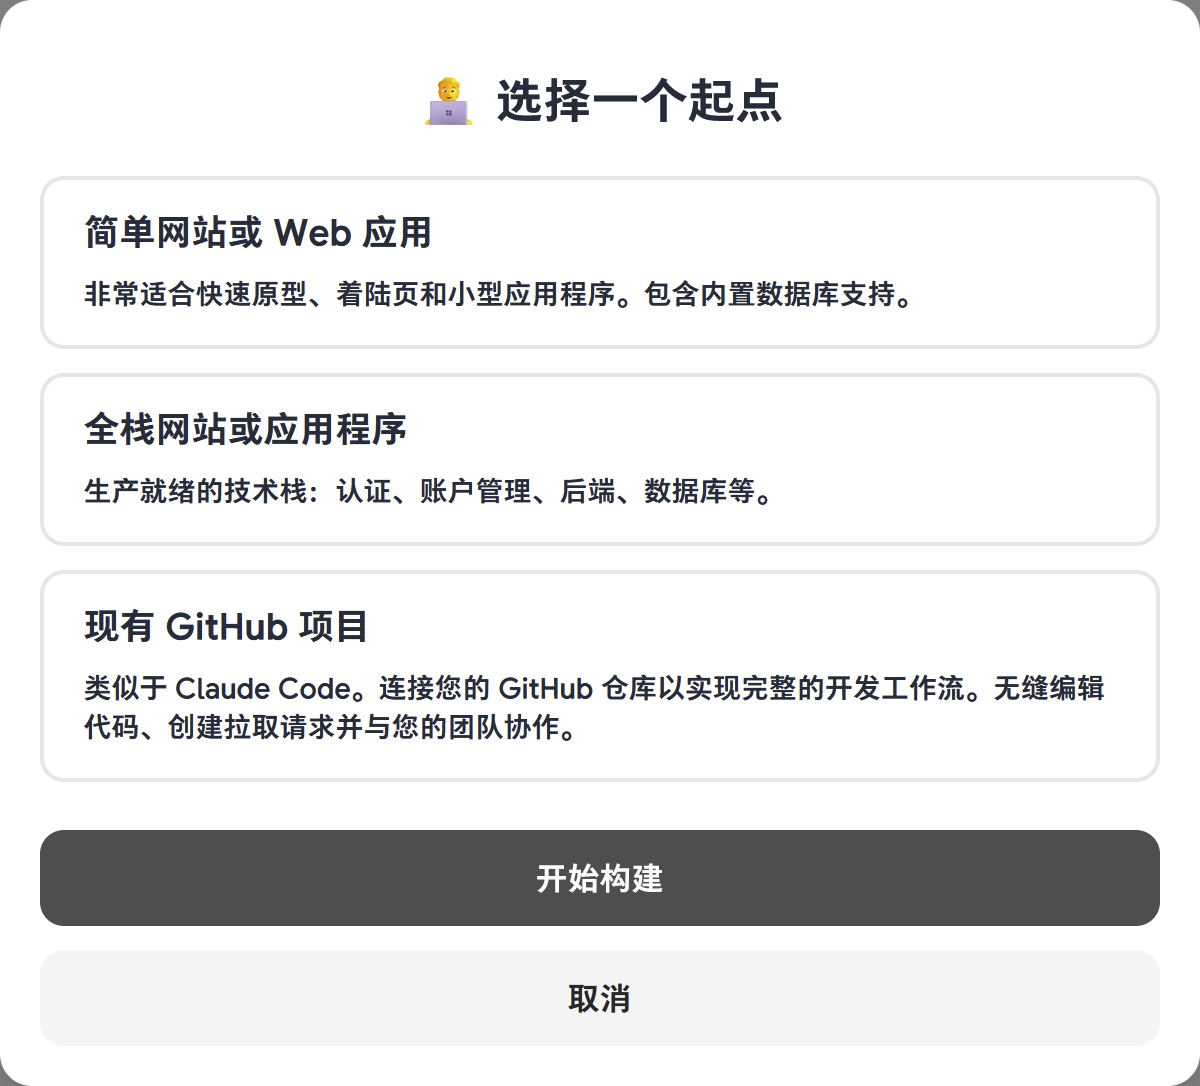 选择一个起点
简单网站或 Web 应用
非常适合快速原型、着陆页和小型应用程序。包含内置数据库支持。
全栈网站或应用程序
生产就绪的技术栈：认证、账户管理、后端、数据库等。
现有 GitHub 项目
类似于 Claude Code。连接您的 GitHub 仓库以实现完整的开发工作流。无缝编辑
代码、创建拉取请求并与您的团队协作。
开始构建
取消